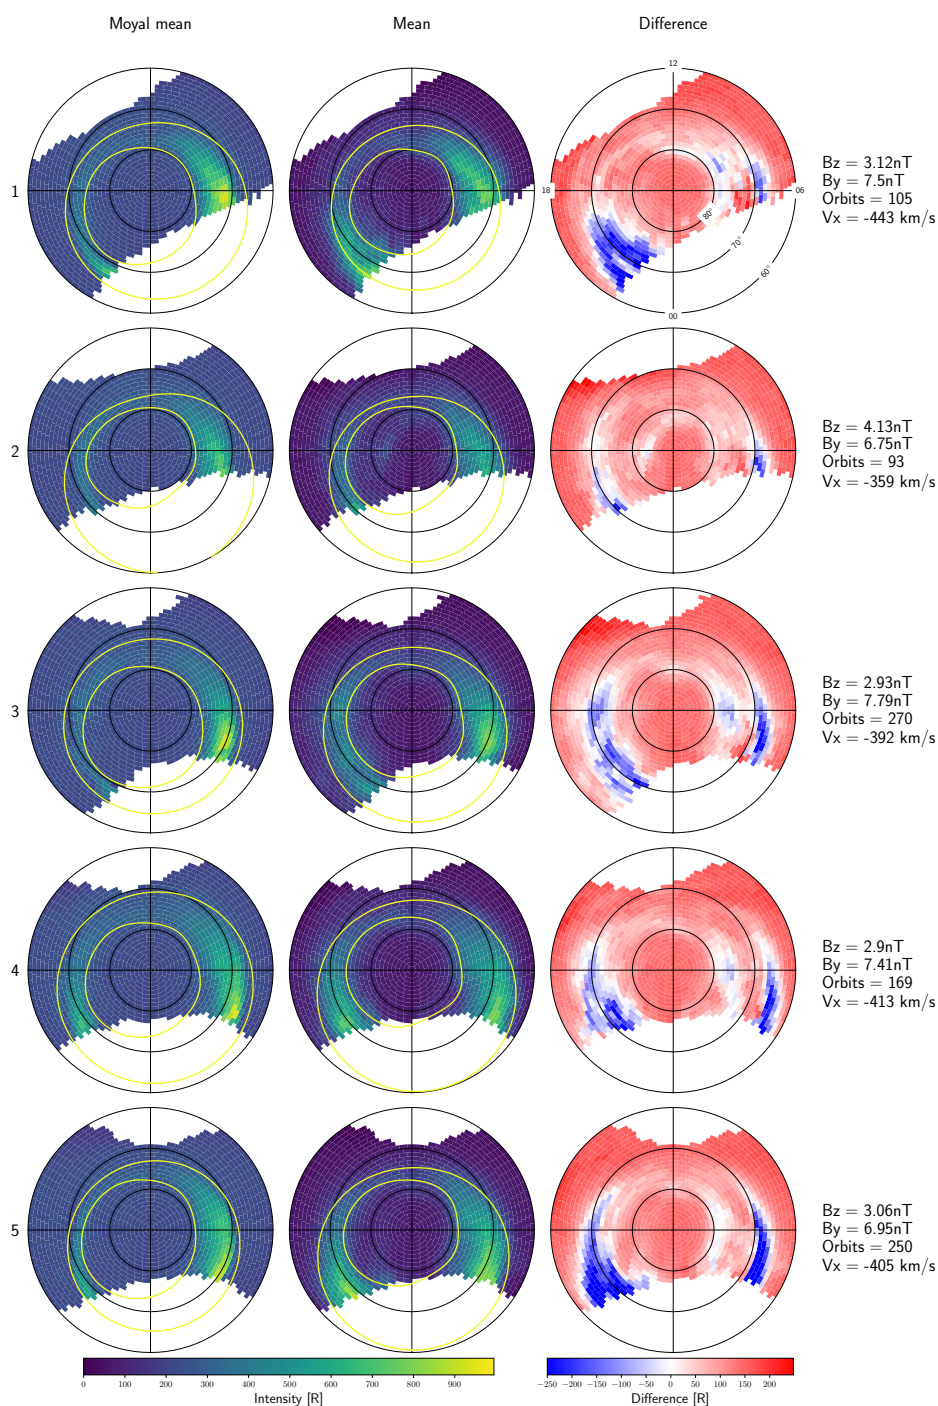 Moyal mean Mean Difference
12
1
18
06
80°
70°
60°
00
Bz = 3.12nT
By = 7.5nT
Orbits = 105
Vx = -443 km/s
2
Bz = 4.13nT
By = 6.75nT
Orbits = 93
Vx = -359 km/s
3
Bz = 2.93nT
By = 7.79nT
Orbits = 270
Vx = -392 km/s
4
Bz = 2.9nT
By = 7.41nT
Orbits = 169
Vx = -413 km/s
5
Bz = 3.06nT
By = 6.95nT
Orbits = 250
Vx = -405 km/s
0 100 200 300 400 500 600 700 800 900
Intensity [R]
−250 −200 −150 −100 −50 0 50 100 150 200
Difference [R]